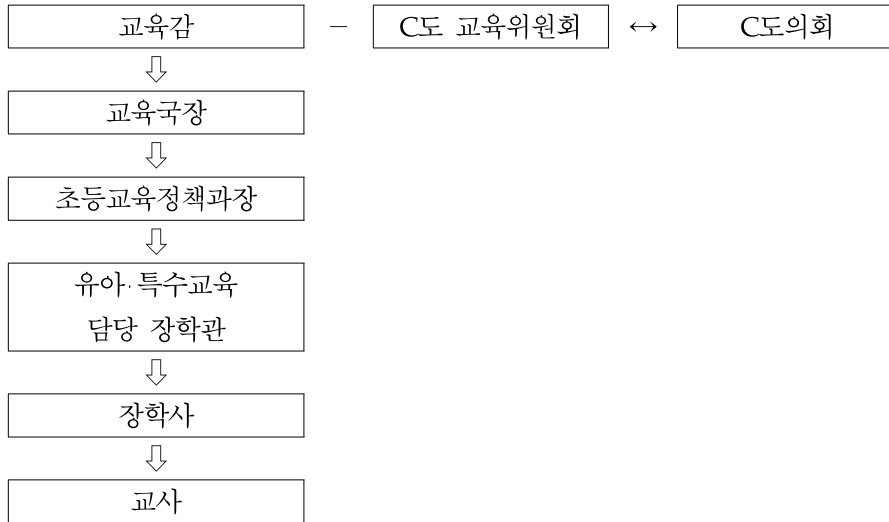 교육감 – C도 교육위원회 ↔ C도의회
⇩
교육국장
⇩
초등교육정책과장
⇩
유아·특수교육
담당 장학관
⇩
장학사
⇩
교사